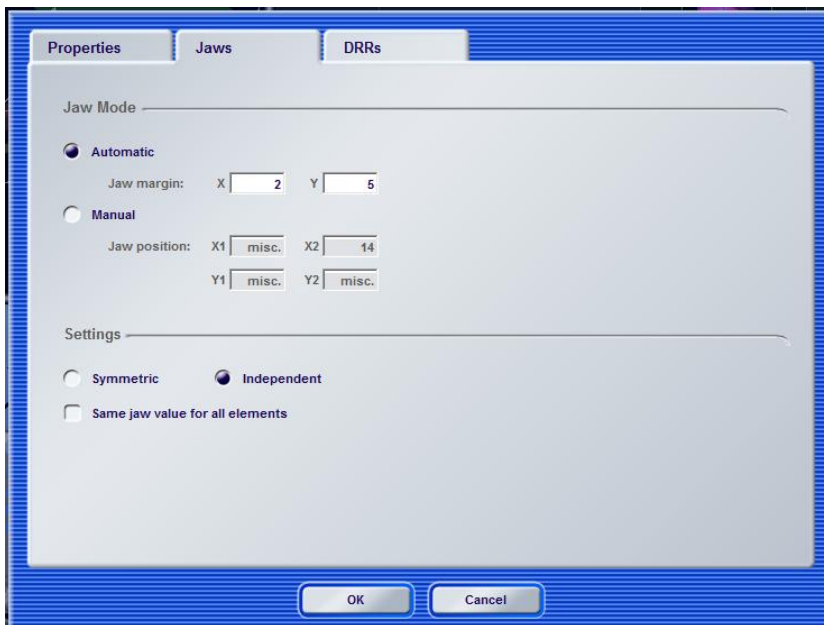 Properties Jaws DRRs
Jaw Mode
Automatic
Jaw margin: X 2 Y 5
Manual
Jaw position: X1 misc. X2 14
Y1 misc. Y2 misc.
Settings
Symmetric Independent
Same jaw value for all elements
OK Cancel